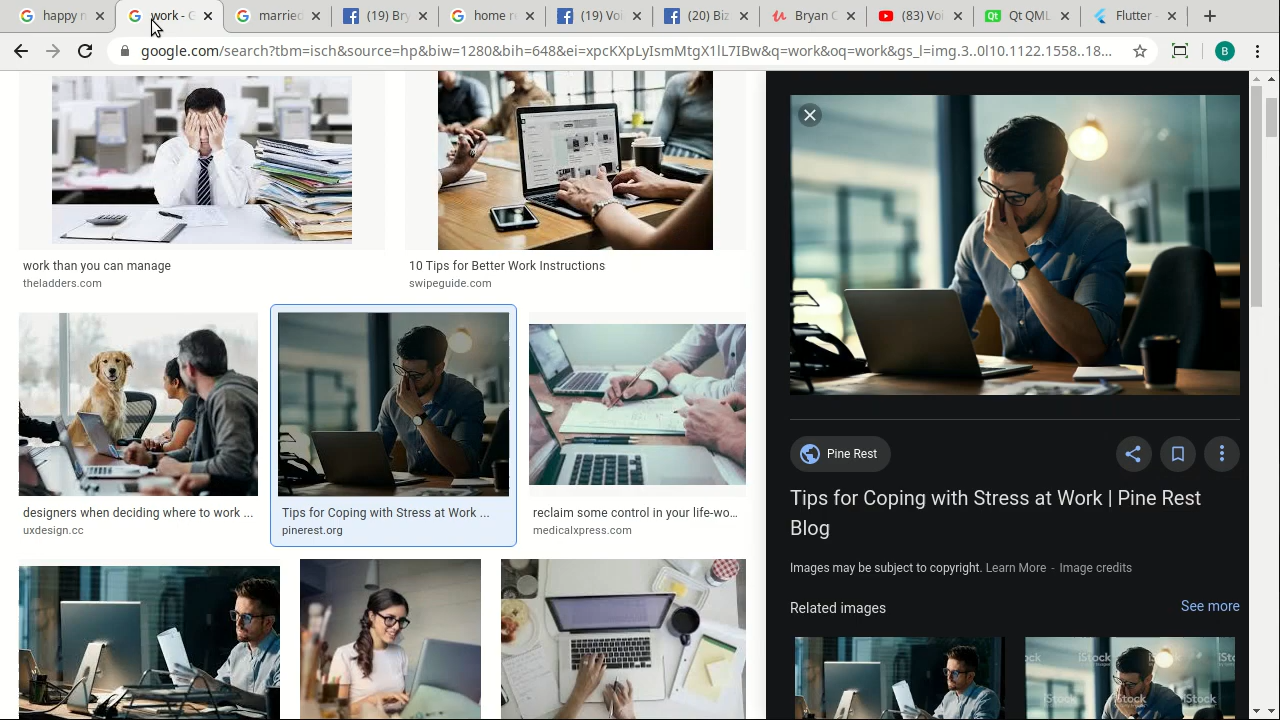 happy n
work - G
married
(19) Bry
home re
(19) Voi
(20) Biz
Bryan
(83) Vo
Qt QML
Flutter -
google.com/search?tbm=isch&source=hp&biw=1280&bih=648&ei=xpcKXpLyIsmMtgX1lL7IBw&q=work&oq=work&gs_l=img.3..0l10.1122.1558..18...
B
work than you can manage
theladders.com
10 Tips for Better Work Instructions
swipeguide.com
designers when deciding where to work ...
uxdesign.cc
Tips for Coping with Stress at Work ...
pinerest.org
reclaim some control in your life-wo...
medicalxpress.com
Pine Rest
Tips for Coping with Stress at Work | Pine Rest
Blog
Images may be subject to copyright. Learn More - Image credits
Related images
See more
iStock
iStock
iStock